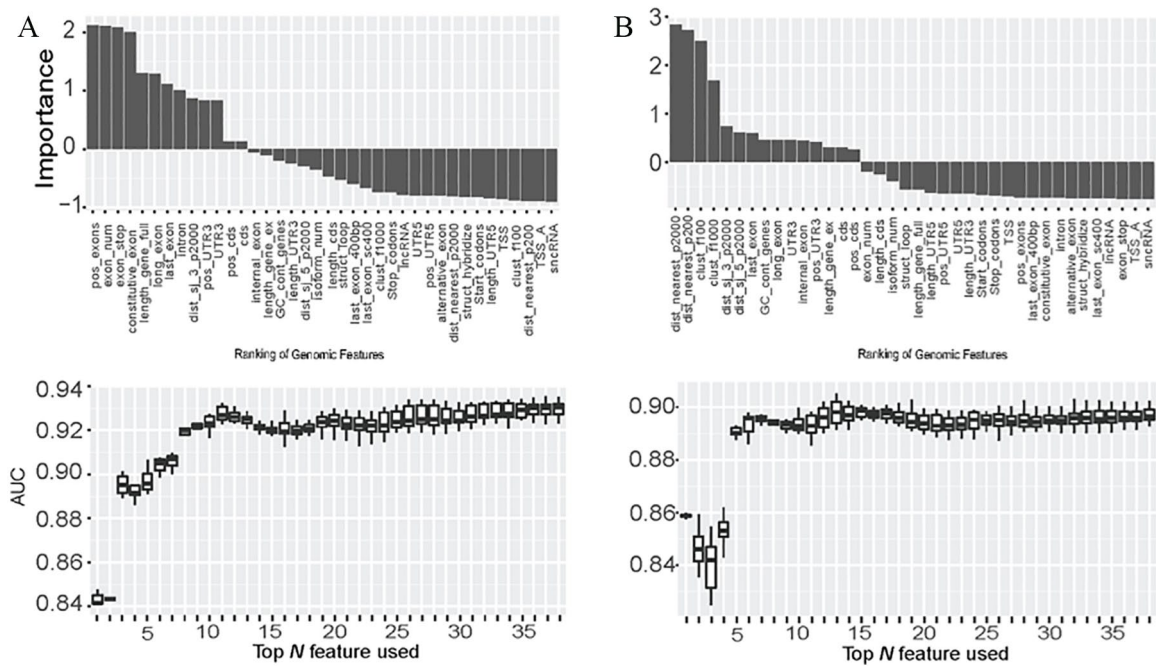 A
Importance
2
1
0
−1
pos_exons
exon_num
exon_stop
constitutive_exon
length_gene_full
long_exon
last_exon
intron
dist_sj_3_p2000
pos_UTR3
UTR3
pos_cds
cds
internal_exon
length_gene_ex
GC_cont_genes
length_UTR3
dist_sj_5_p2000
isoform_num
length_cds
struct_loop
last_exon_400bp
last_exon_sc400
clust_f1000
Stop_codons
lncRNA
UTR5
pos_UTR5
alternative_exon
dist_nearest_p2000
struct_hybridize
Start_codons
length_UTR5
TSS
clust_f100
dist_nearest_p200
TSS_A
sncRNA
Ranking of Genomic Features
B
3
2
1
0
dist_nearest_p2000
dist_nearest_p200
clust_f100
clust_f1000
dist_sj_3_p2000
dist_sj_5_p2000
last_exon
GC_cont_genes
long_exon
UTR3
internal_exon
pos_UTR3
length_gene_ex
cds
pos_cds
exon_num
length_cds
isoform_num
struct_loop
length_gene_full
length_UTR5
pos_UTR5
UTR5
length_UTR3
Start_codons
Stop_codons
TSS
pos_exons
last_exon_400bp
constitutive_exon
intron
alternative_exon
struct_hybridize
last_exon_sc400
lncRNA
exon_stop
TSS_A
sncRNA
Ranking of Genomic Features
AUC
0.94
0.92
0.90
0.88
0.86
0.84
5 10 15 20 25 30 35
Top N feature used
0.90
0.88
0.86
0.84
5 10 15 20 25 30 35
Top N feature used